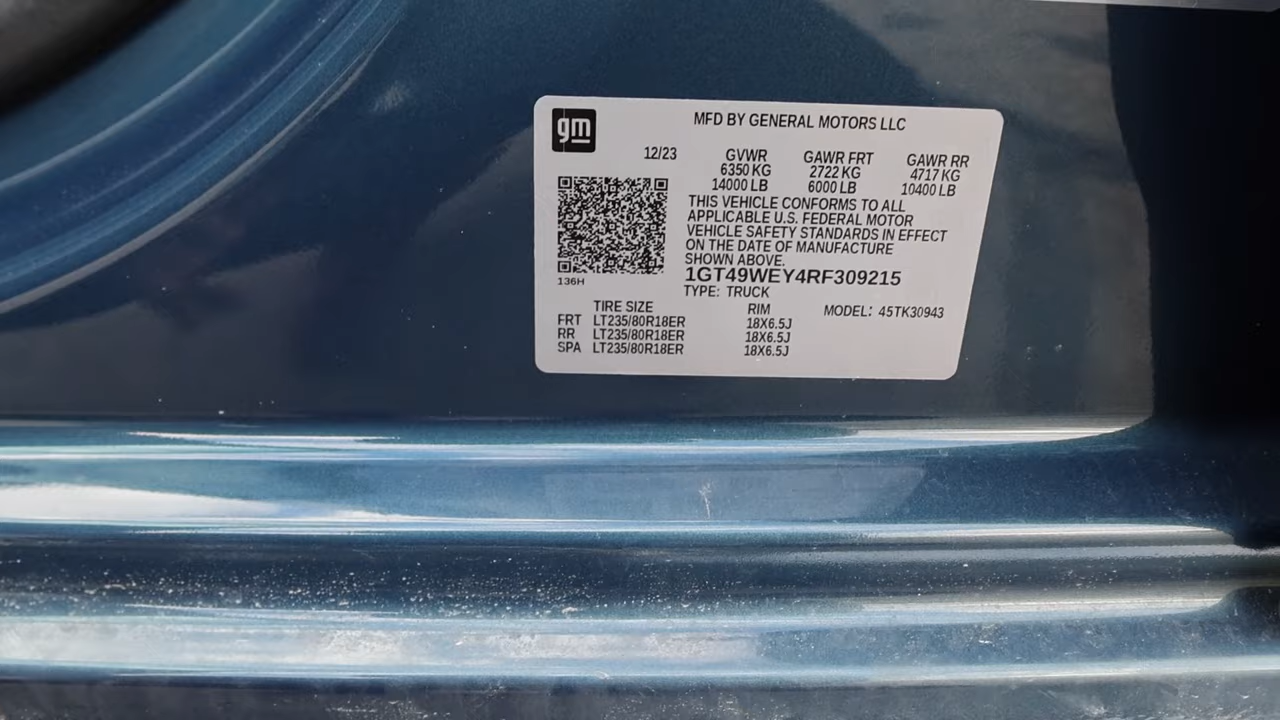 gm
MFD BY GENERAL MOTORS LLC
12/23
GVWR GAWR FRT GAWR RR
6350 KG 2722 KG 4717 KG
14000 LB 6000 LB 10400 LB
THIS VEHICLE CONFORMS TO ALL
APPLICABLE U.S. FEDERAL MOTOR
VEHICLE SAFETY STANDARDS IN EFFECT
ON THE DATE OF MANUFACTURE
SHOWN ABOVE.
1GT49WEY4RF309215
136H
TYPE: TRUCK
TIRE SIZE RIM MODEL: 45TK30943
FRT LT235/80R18ER 18X6.5J
RR LT235/80R18ER 18X6.5J
SPA LT235/80R18ER 18X6.5J